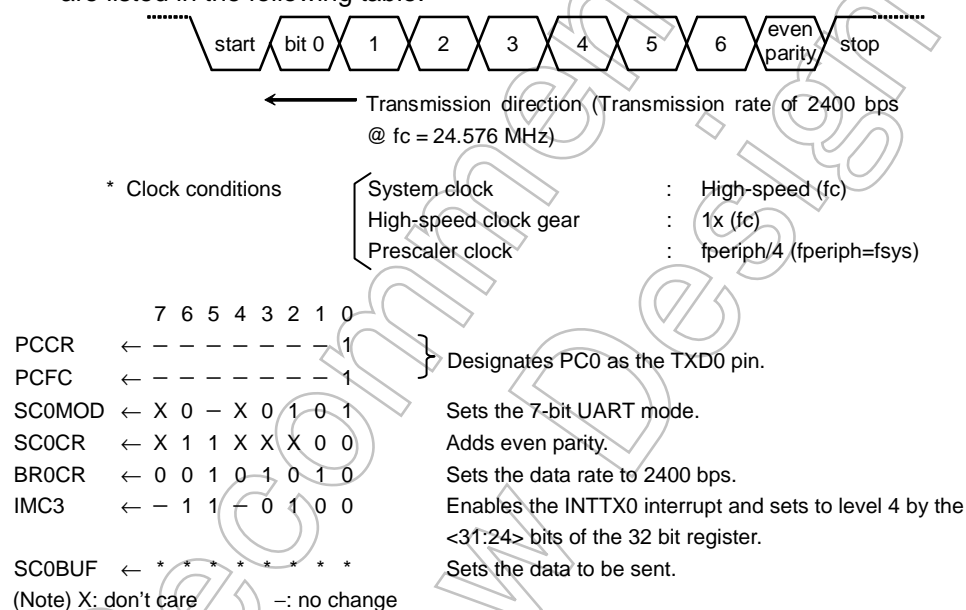 are listed in the following table.
start bit 0 1 2 3 4 5 6 even parity stop
Transmission direction (Transmission rate of 2400 bps
@ fc = 24.576 MHz)
* Clock conditions System clock : High-speed (fc)
High-speed clock gear : 1x (fc)
Prescaler clock : fperiph/4 (fperiph=fsys)
7 6 5 4 3 2 1 0
PCCR ← − − − − − − − 1
Designates PC0 as the TXD0 pin.
PCFC ← − − − − − − − 1
SC0MOD ← X 0 − X 0 1 0 1 Sets the 7-bit UART mode.
SC0CR ← X 1 1 X X X 0 0 Adds even parity.
BR0CR ← 0 0 1 0 1 0 1 0 Sets the data rate to 2400 bps.
IMC3 ← − 1 1 − 0 1 0 0 Enables the INTTX0 interrupt and sets to level 4 by the
<31:24> bits of the 32 bit register.
SC0BUF ← * * * * * * * * Sets the data to be sent.
(Note) X: don't care −: no change